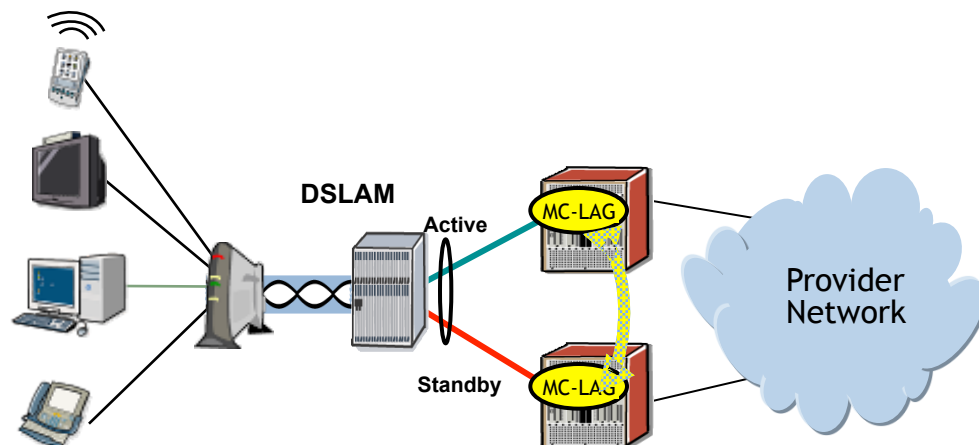 DSLAM
Active
MC-LAG
Provider
Network
Standby
MC-LAG